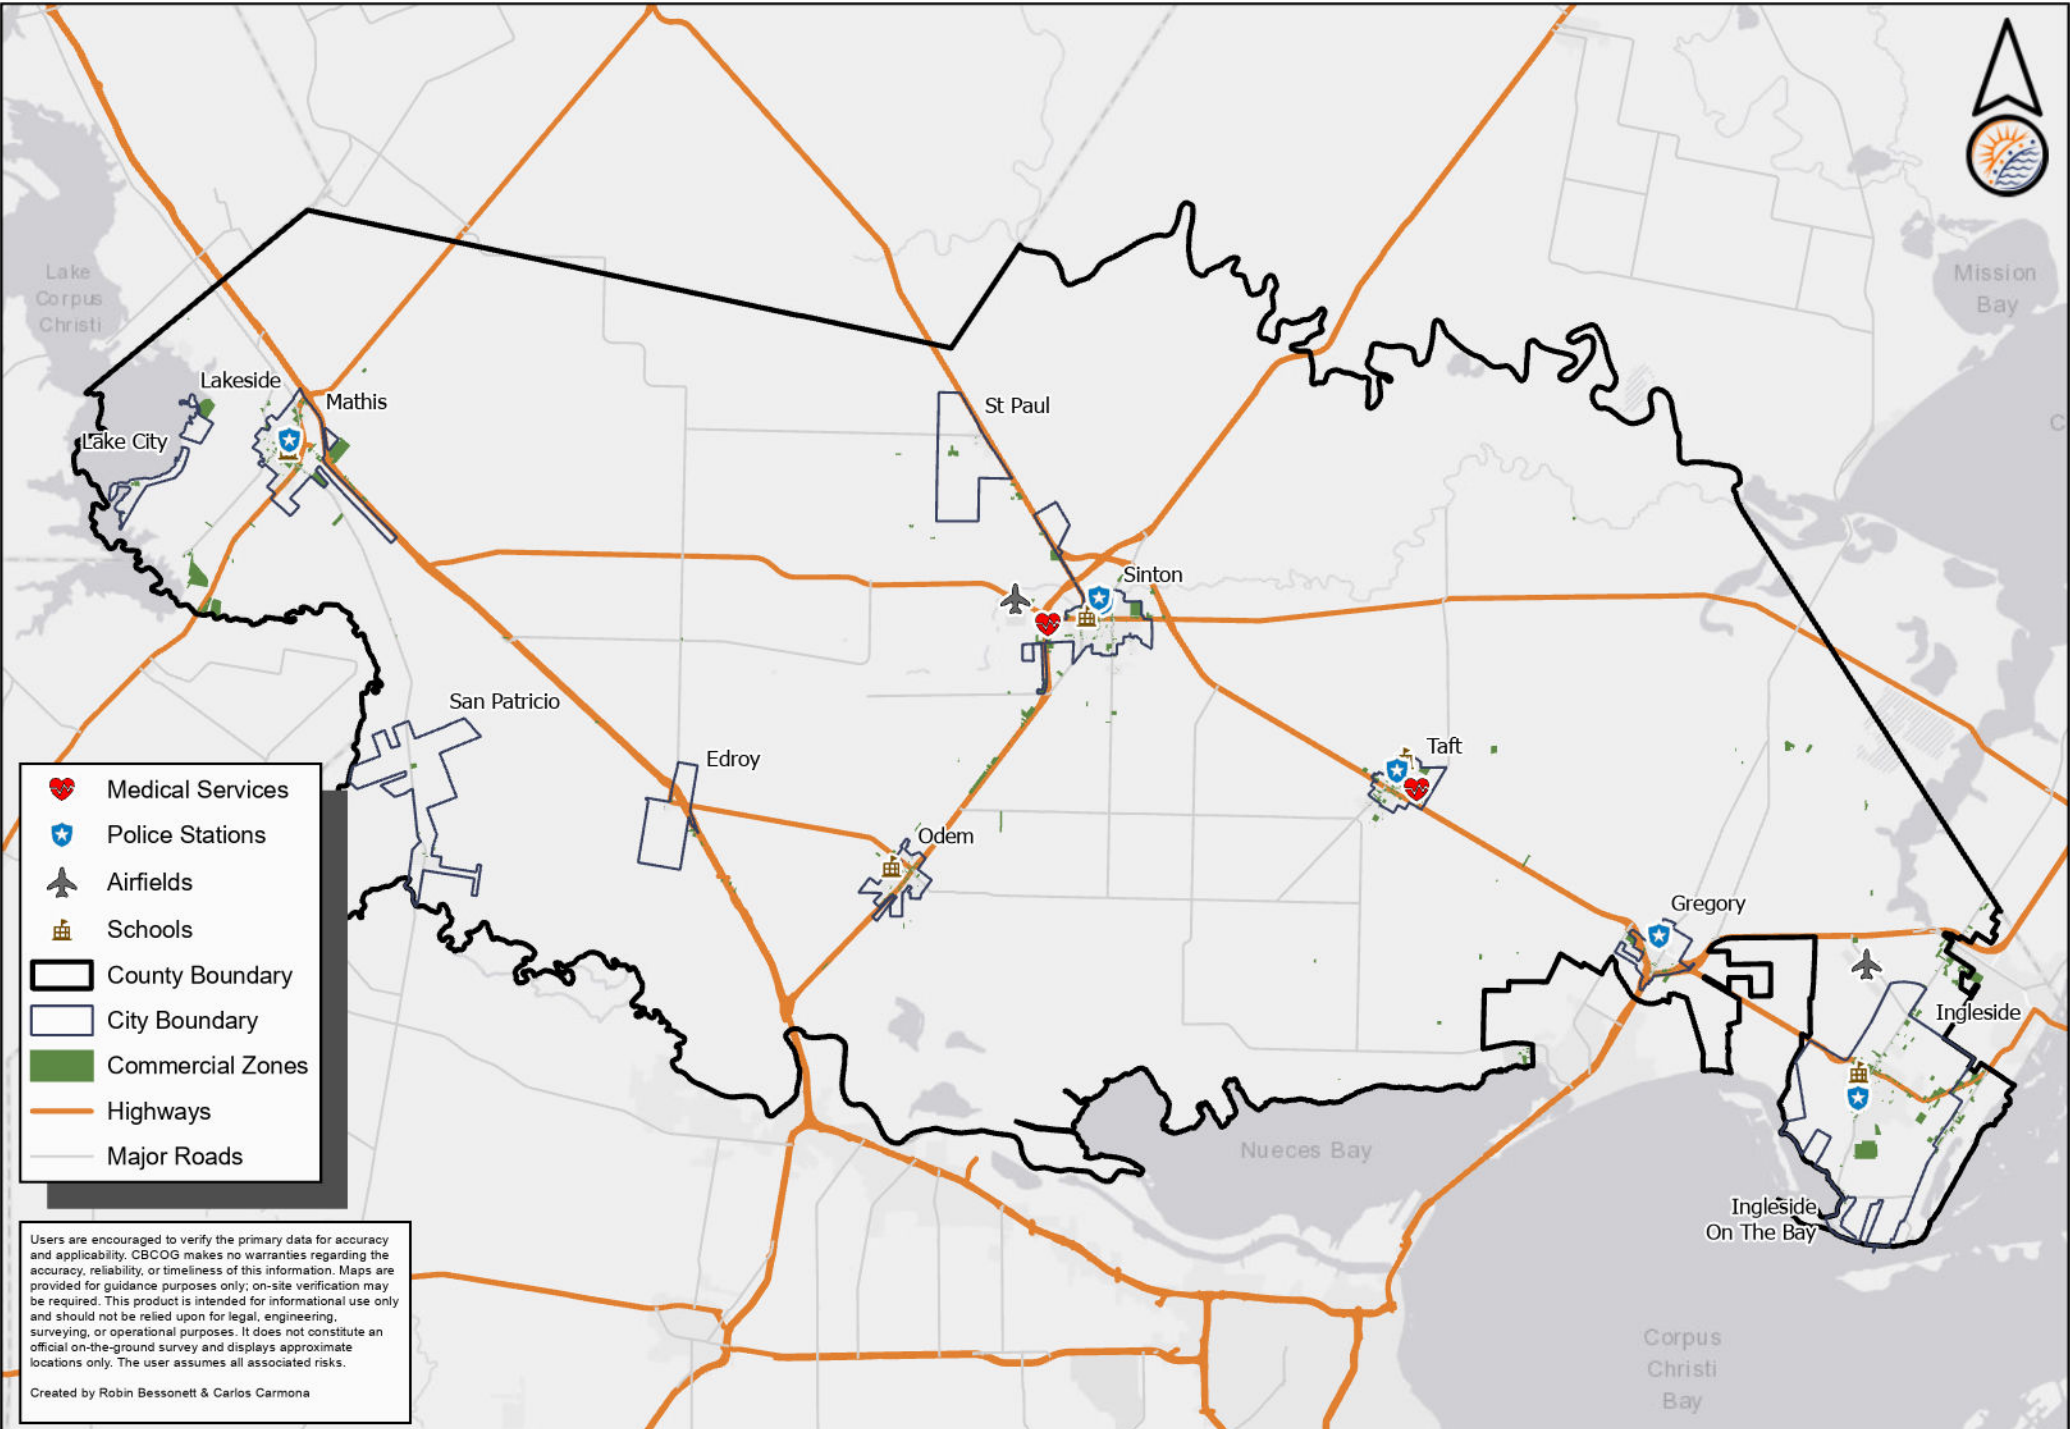 Lake
Corpus
Christi
Mission
Bay
Lakeside
Mathis
St Paul
Lake City
C
Sinton
San Patricio
Taft
Edroy
Odem
Gregory
Ingleside
Nueces Bay
Ingleside
On The Bay
Corpus
Christi
Bay
Medical Services
Police Stations
Airfields
Schools
County Boundary
City Boundary
Commercial Zones
Highways
Major Roads
Users are encouraged to verify the primary data for accuracy
and applicability. CBCOG makes no warranties regarding the
accuracy, reliability, or timeliness of this information. Maps are
provided for guidance purposes only; on-site verification may
be required. This product is intended for informational use only
and should not be relied upon for legal, engineering,
surveying, or operational purposes. It does not constitute an
official on-the-ground survey and displays approximate
locations only. The user assumes all associated risks.
Created by Robin Bessonett & Carlos Carmona